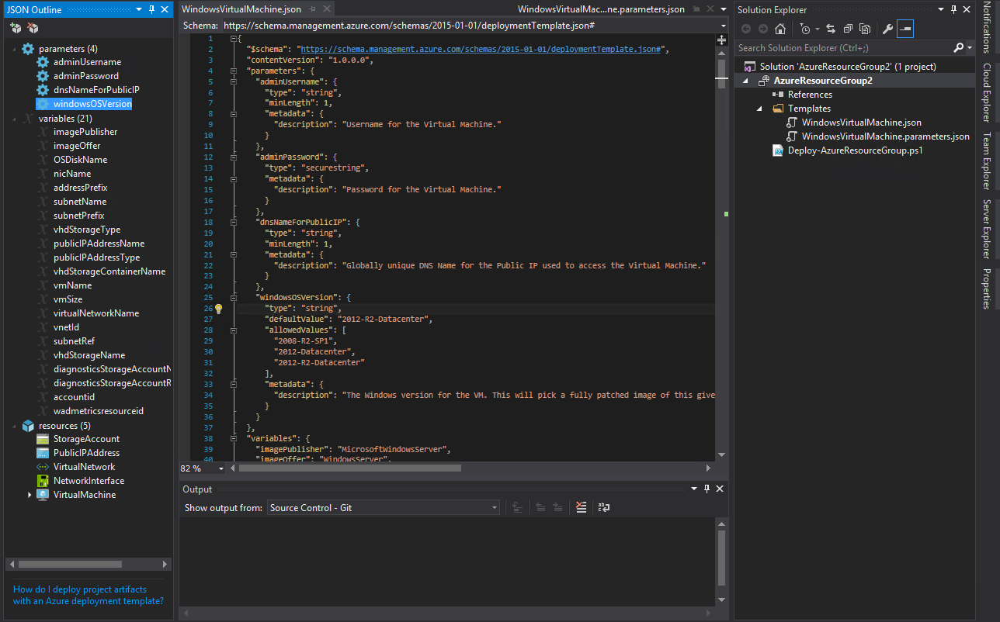 JSON Outline
parameters (4)
adminUsername
adminPassword
dnsNameForPublicIP
windowsOSVersion
variables (21)
imagePublisher
imageOffer
OSDiskName
nicName
addressPrefix
subnetName
subnetPrefix
vhdStorageType
publicIPAddressName
publicIPAddressType
vhdStorageContainerName
vmName
vmSize
virtualNetworkName
vnetId
subnetRef
vhdStorageName
diagnosticsStorageAccountN
diagnosticsStorageAccountR
accountid
wadmetricsresourceid
resources (5)
StorageAccount
PublicIPAddress
VirtualNetwork
NetworkInterface
VirtualMachine
How do I deploy project artifacts
with an Azure deployment template?
WindowsVirtualMachine.json
WindowsVirtualMac...ne.parameters.json
Schema: https://schema.management.azure.com/schemas/2015-01-01/deploymentTemplate.json#
1 {
2 "$schema": "https://schema.management.azure.com/schemas/2015-01-01/deploymentTemplate.json#",
3 "contentVersion": "1.0.0.0",
4 "parameters": {
5 "adminUsername": {
6 "type": "string",
7 "minLength": 1,
8 "metadata": {
9 "description": "Username for the Virtual Machine."
10 }
11 },
12 "adminPassword": {
13 "type": "securestring",
14 "metadata": {
15 "description": "Password for the Virtual Machine."
16 }
17 },
18 "dnsNameForPublicIP": {
19 "type": "string",
20 "minLength": 1,
21 "metadata": {
22 "description": "Globally unique DNS Name for the Public IP used to access the Virtual Machine."
23 }
24 },
25 "windowsOSVersion": {
26 "type": "string",
27 "defaultValue": "2012-R2-Datacenter",
28 "allowedValues": [
29 "2008-R2-SP1",
30 "2012-Datacenter",
31 "2012-R2-Datacenter"
32 ],
33 "metadata": {
34 "description": "The Windows version for the VM. This will pick a fully patched image of this give
35 }
36 }
37 },
38 "variables": {
39 "imagePublisher": "MicrosoftWindowsServer",
40 "imageOffer": "WindowsServer",
82 %
Output
Show output from: Source Control - Git
Solution Explorer
Search Solution Explorer (Ctrl+;)
Solution 'AzureResourceGroup2' (1 project)
AzureResourceGroup2
References
Templates
WindowsVirtualMachine.json
WindowsVirtualMachine.parameters.json
Deploy-AzureResourceGroup.ps1
Notifications
Cloud Explorer
Team Explorer
Server Explorer
Properties